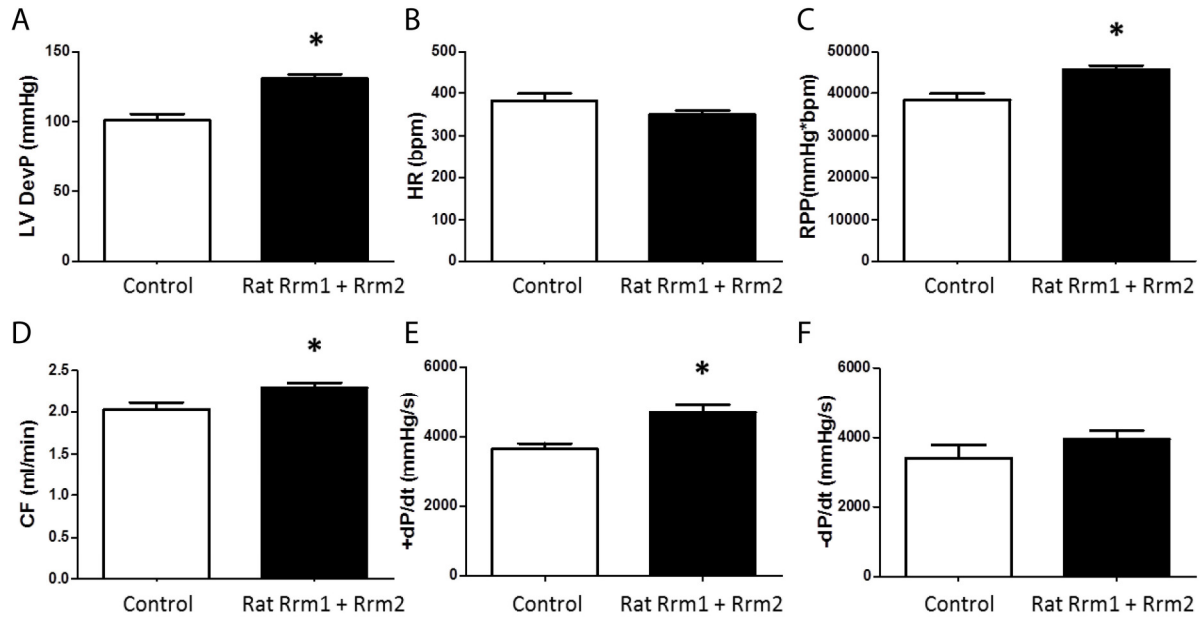 A
*
LV DevP (mmHg)
150
100
50
0
Control
Rat Rrm1 + Rrm2
B
HR (bpm)
500
400
300
200
100
0
Control
Rat Rrm1 + Rrm2
C
*
RPP(mmHg*bpm)
50000
40000
30000
20000
10000
0
Control
Rat Rrm1 + Rrm2
D
*
CF (ml/min)
2.5
2.0
1.5
1.0
0.5
0.0
Control
Rat Rrm1 + Rrm2
E
*
+dP/dt (mmHg/s)
6000
4000
2000
0
Control
Rat Rrm1 + Rrm2
F
-dP/dt (mmHg/s)
6000
4000
2000
0
Control
Rat Rrm1 + Rrm2